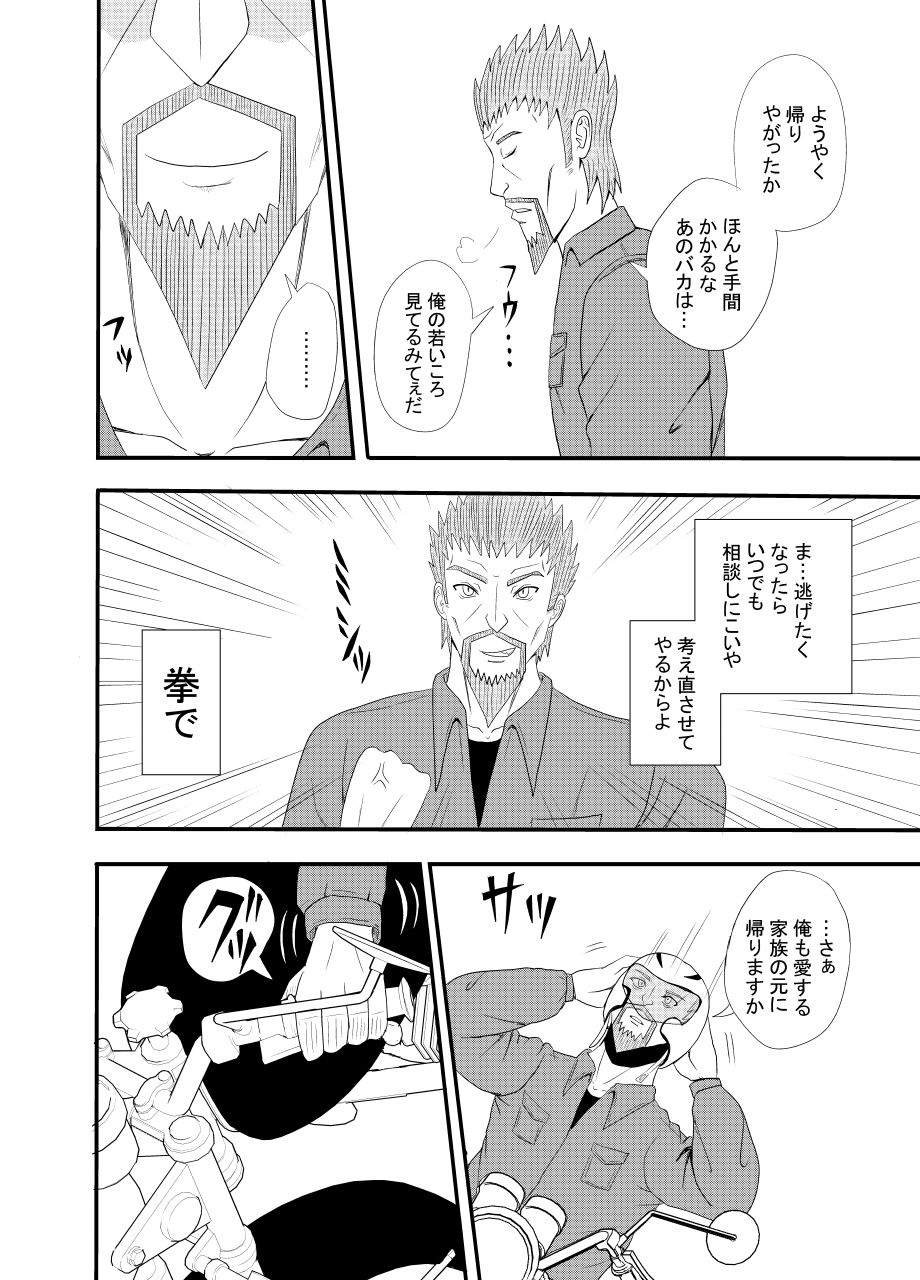 ようやく
帰り
やがったか
ほんと手間
かかるな
あのバカは…
フゥ・・・
俺の若いころ
見てるみてぇだ
………
フッ
ま…逃げたく
なったら
いつでも
相談しにこいや
考え直させて
やるからよ
拳で
…さぁ
俺も愛する
家族の元に
帰りますか
サッ
グッ